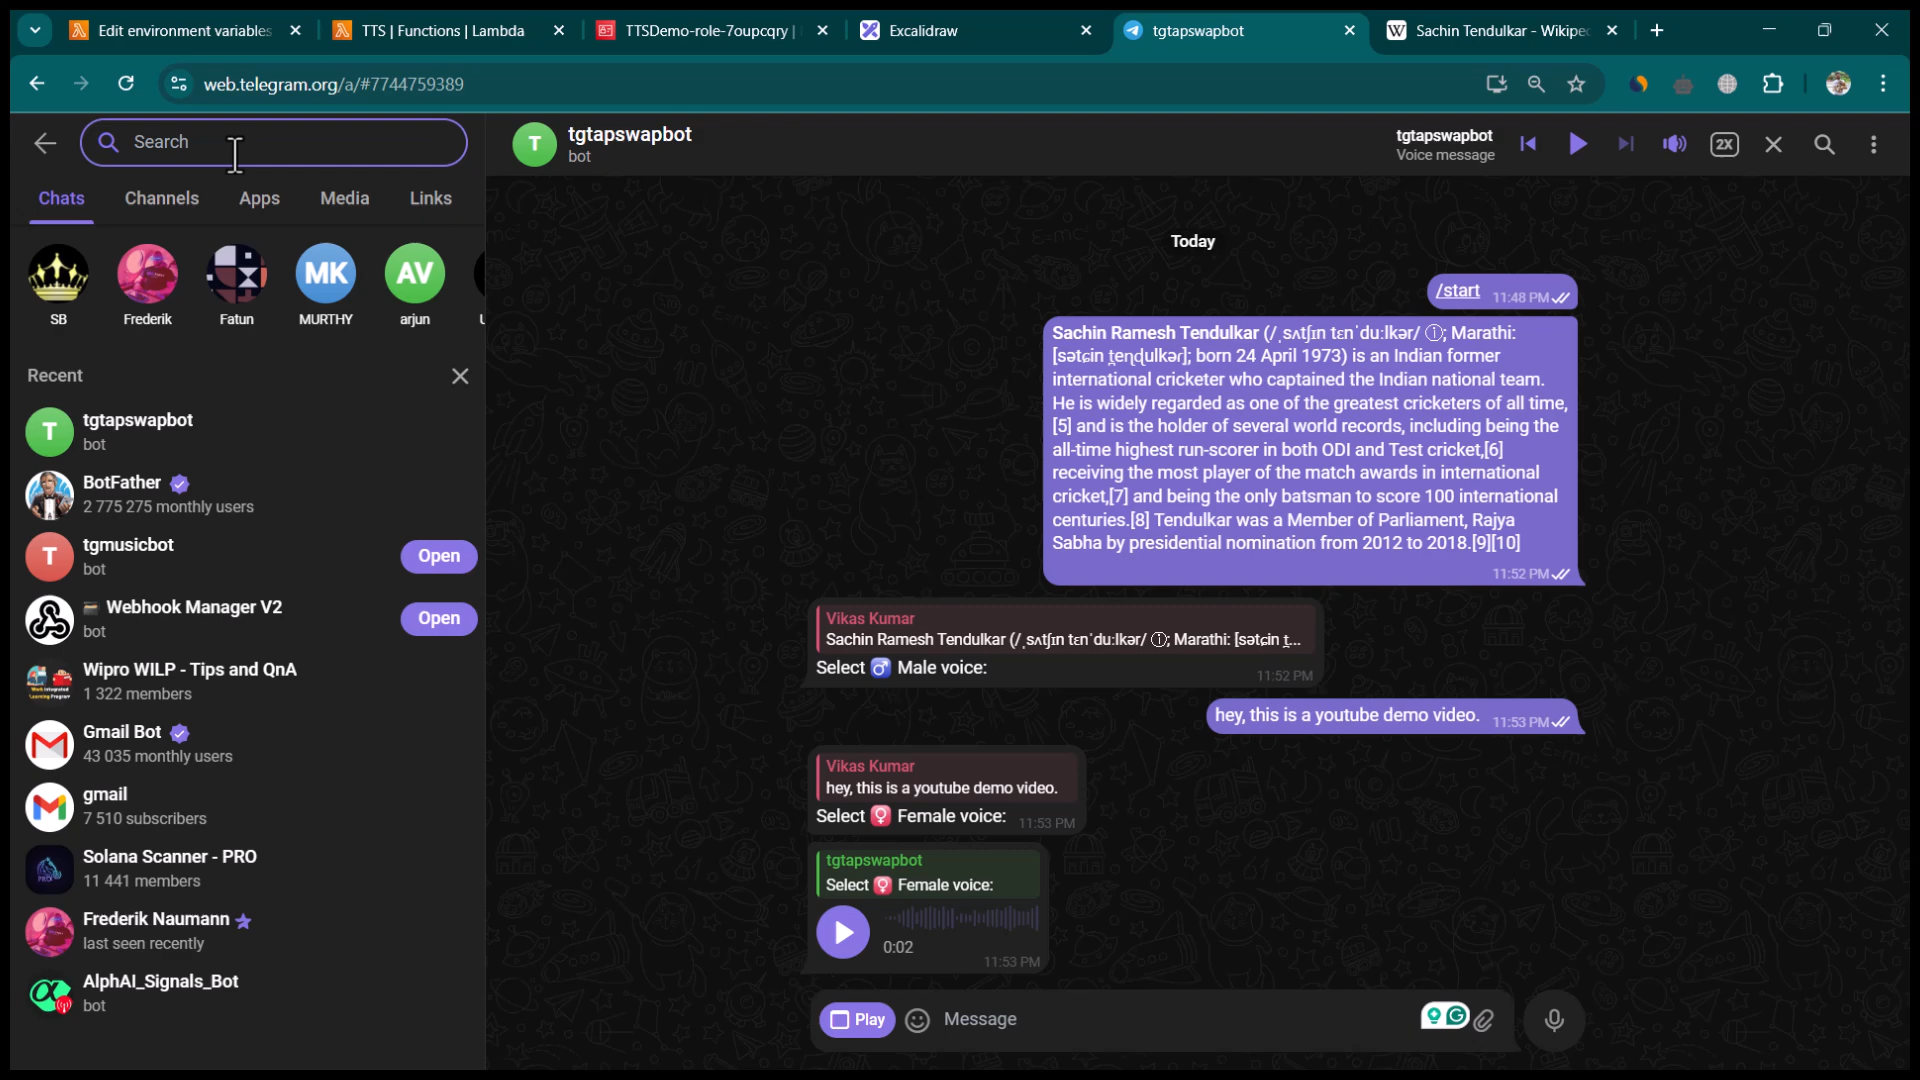 Edit environment variables
TTS | Functions | Lambda
TTSDemo-role-7oupcqry |
Excalidraw
tgtapswapbot
Sachin Tendulkar - Wikipe
web.telegram.org/a/#7744759389
Search
Chats
Channels
Apps
Media
Links
SB
Frederik
Fatun
MK
MURTHY
AV
arjun
Recent
T
tgtapswapbot
bot
BotFather
2 775 275 monthly users
T
tgmusicbot
bot
Open
Webhook Manager V2
bot
Open
Wipro WILP - Tips and QnA
1 322 members
Gmail Bot
43 035 monthly users
gmail
7 510 subscribers
Solana Scanner - PRO
11 441 members
Frederik Naumann
last seen recently
AlphAI_Signals_Bot
bot
T
tgtapswapbot
bot
tgtapswapbot
Voice message
2X
Today
/start 11:48 PM
Sachin Ramesh Tendulkar (/ˌsʌtʃɪn tɛnˈduːlkər/ ⓘ; Marathi:
[sət͡ɕin t̪eɳɖulkəɾ]; born 24 April 1973) is an Indian former
international cricketer who captained the Indian national team.
He is widely regarded as one of the greatest cricketers of all time,
[5] and is the holder of several world records, including being the
all-time highest run-scorer in both ODI and Test cricket,[6]
receiving the most player of the match awards in international
cricket,[7] and being the only batsman to score 100 international
centuries.[8] Tendulkar was a Member of Parliament, Rajya
Sabha by presidential nomination from 2012 to 2018.[9][10]
11:52 PM
Vikas Kumar
Sachin Ramesh Tendulkar (/ˌsʌtʃɪn tɛnˈduːlkər/ ⓘ; Marathi: [sət͡ɕin t̪...
Select ♂ Male voice:
11:52 PM
hey, this is a youtube demo video. 11:53 PM
Vikas Kumar
hey, this is a youtube demo video.
Select ♀ Female voice: 11:53 PM
tgtapswapbot
Select ♀ Female voice:
0:02
11:53 PM
Play
Message